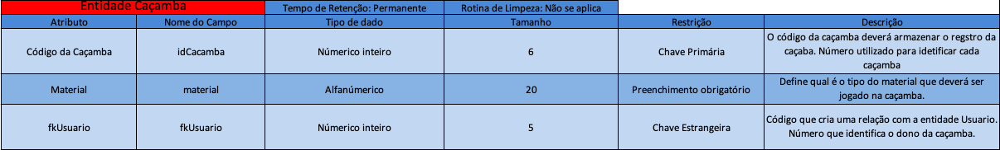 Entidade Caçamba Tempo de Retenção: Permanente Rotina de Limpeza: Não se aplica
Atributo Nome do Campo Tipo de dado Tamanho Restrição Descrição
Código da Caçamba idCacamba Númerico inteiro 6 Chave Primária O código da caçamba deverá armazenar o regstro da
caçaba. Número utilizado para idetificar cada
caçamba
Material material Alfanúmerico 20 Preenchimento obrigatório Define qual é o tipo do material que deverá ser
jogado na caçamba.
fkUsuario fkUsuario Númerico inteiro 5 Chave Estrangeira Código que cria uma relação com a entidade Usuario.
Número que identifica o dono da caçamba.